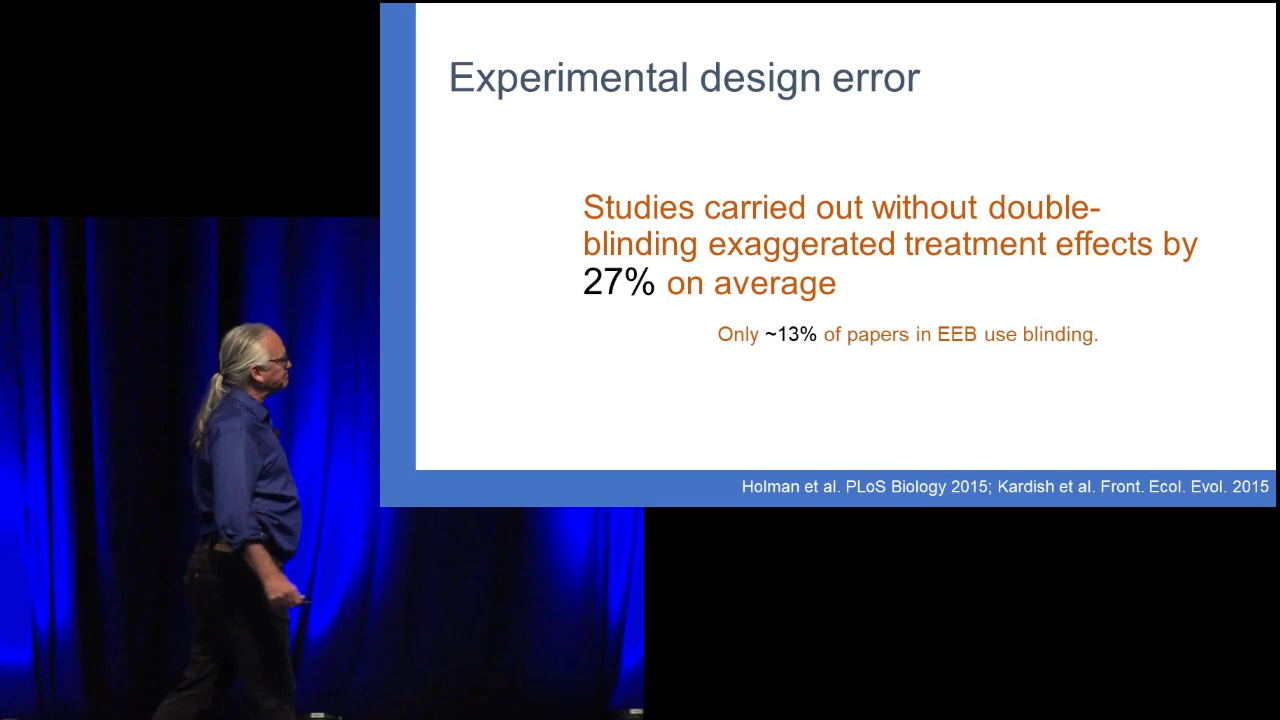 Experimental design error
Studies carried out without double-
blinding exaggerated treatment effects by
27% on average
Only ~13% of papers in EEB use blinding.
Holman et al. PLoS Biology 2015; Kardish et al. Front. Ecol. Evol. 2015